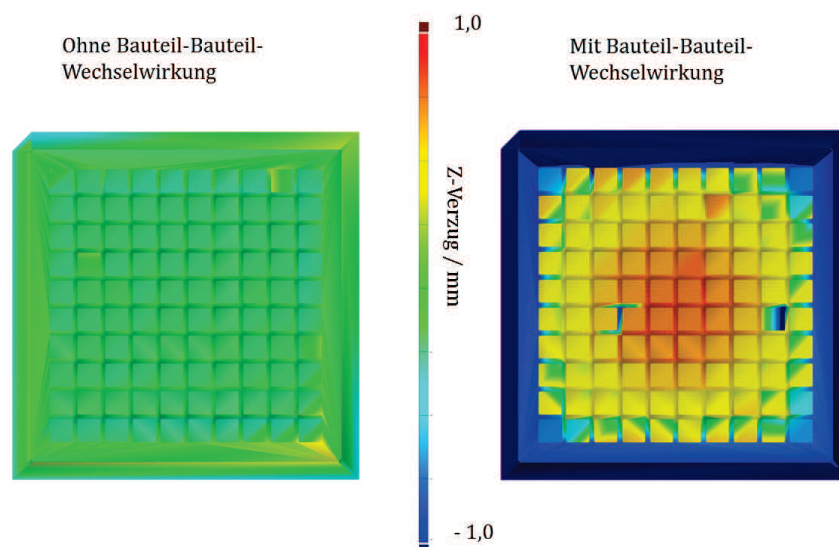 Ohne Bauteil-Bauteil-
Wechselwirkung
1,0
Mit Bauteil-Bauteil-
Wechselwirkung
Z-Verzug / mm
- 1,0